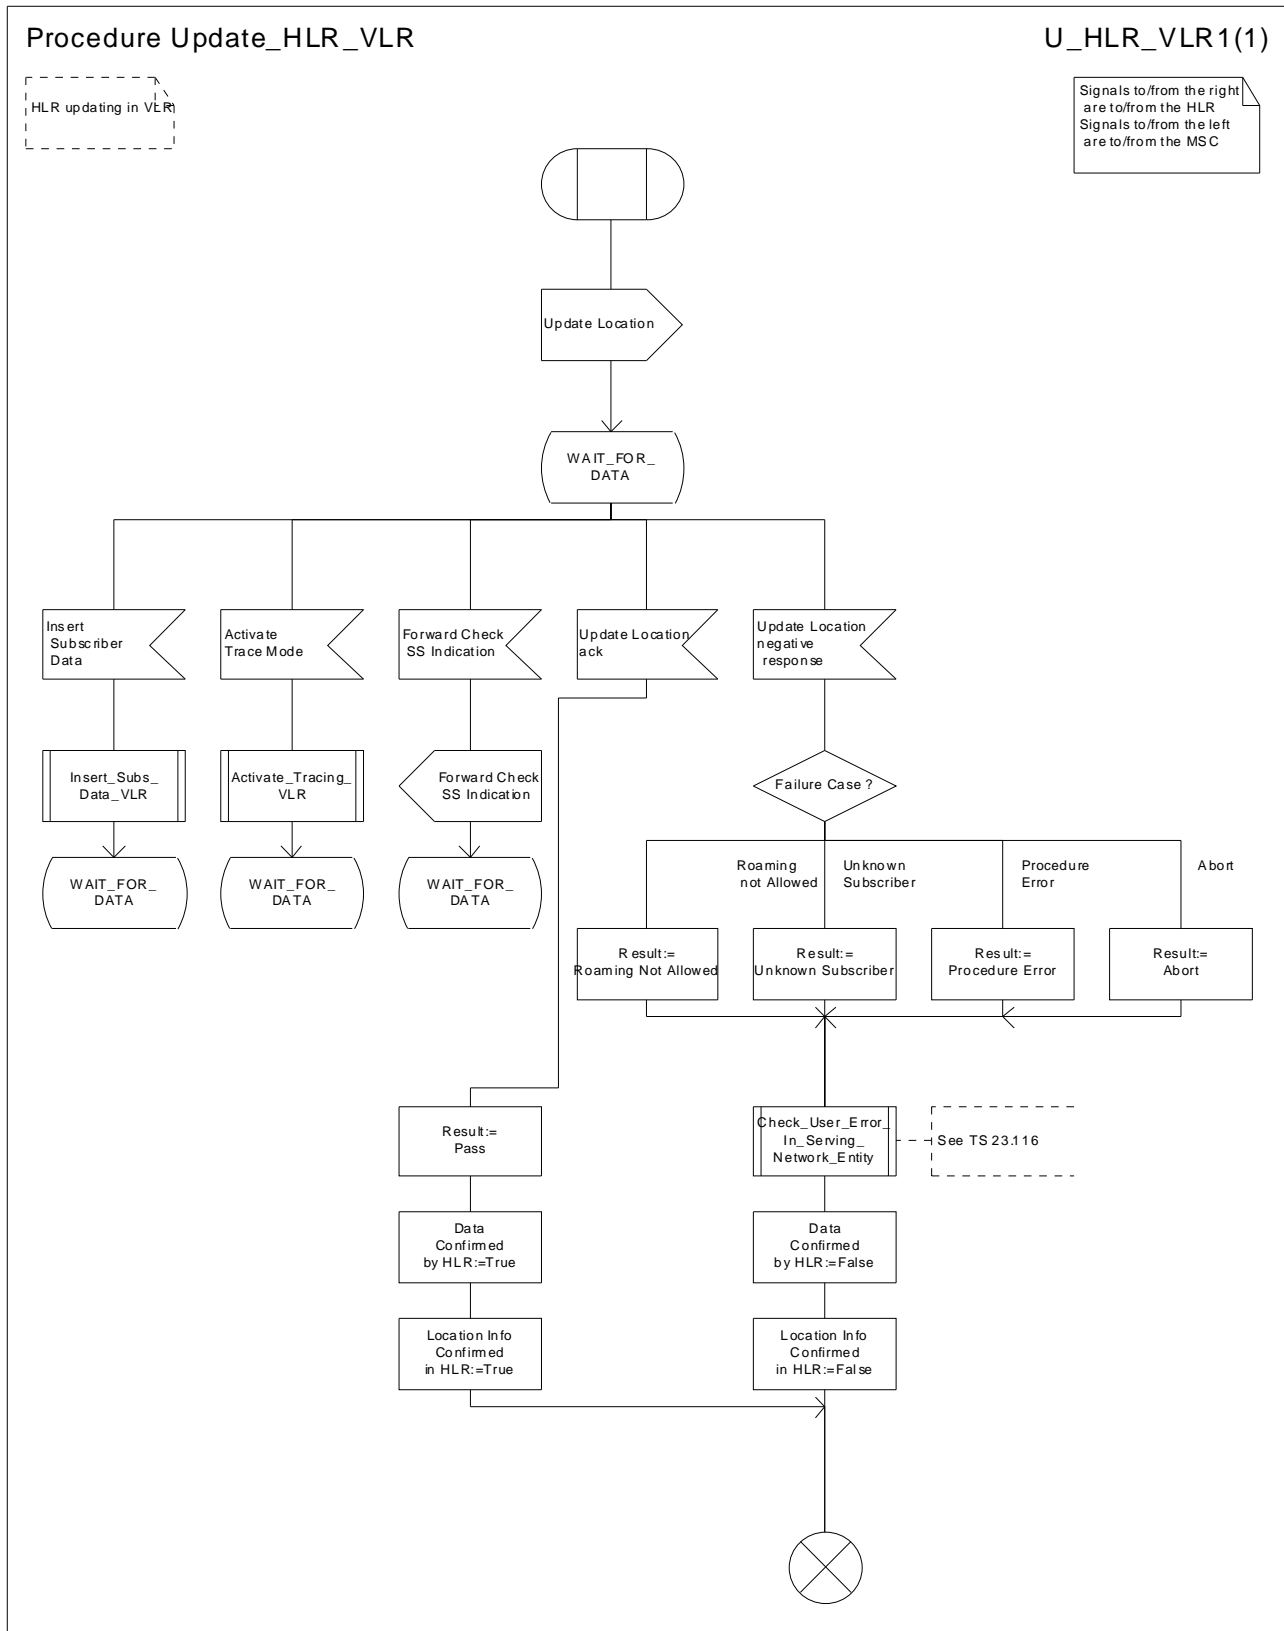 Procedure Update_HLR_VLR
U_HLR_VLR1(1)
HLR updating in VLR
Signals to/from the right
are to/from the HLR
Signals to/from the left
are to/from the MSC
Update Location
WAIT_FOR_
DATA
Insert
Subscriber
Data
Activate
Trace Mode
Forward Check
SS Indication
Update Location
ack
Update Location
negative
response
Insert_Subs_
Data_VLR
Activate_Tracing_
VLR
Forward Check
SS Indication
Failure Case ?
WAIT_FOR_
DATA
WAIT_FOR_
DATA
WAIT_FOR_
DATA
Roaming
not Allowed
Unknown
Subscriber
Procedure
Error
Abort
Result:=
Roaming Not Allowed
Result:=
Unknown Subscriber
Result:=
Procedure Error
Result:=
Abort
Result:=
Pass
Check_User_Error_
In_Serving_
Network_Entity
See TS 23.116
Data
Confirmed
by HLR:=True
Data
Confirmed
by HLR:=False
Location Info
Confirmed
in HLR:=True
Location Info
Confirmed
in HLR:=False